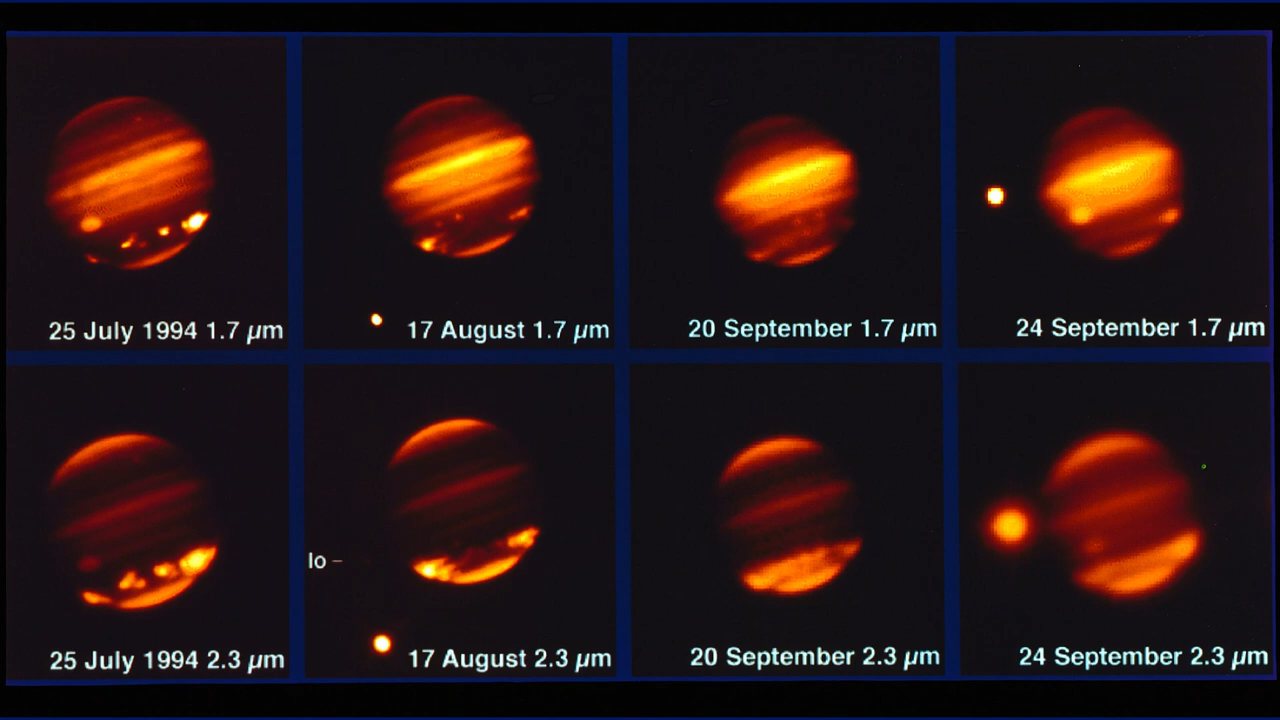 25 July 1994 1.7 µm
17 August 1.7 µm
20 September 1.7 µm
24 September 1.7 µm
Io –
25 July 1994 2.3 µm
17 August 2.3 µm
20 September 2.3 µm
24 September 2.3 µm